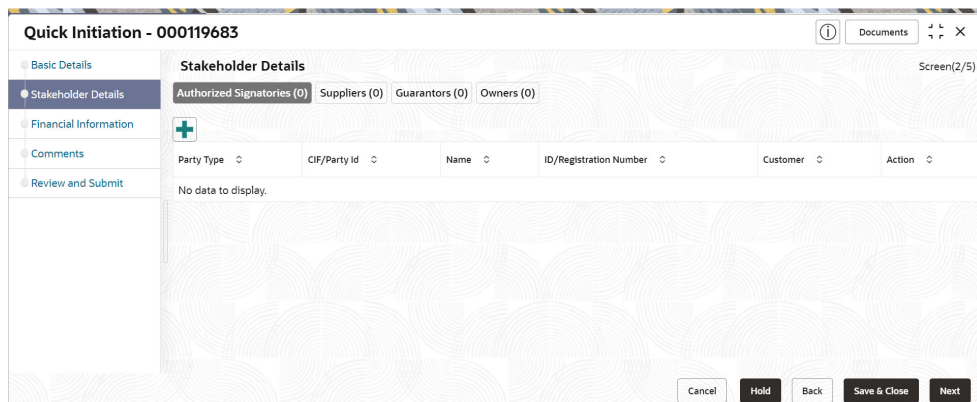 Quick Initiation - 000119683
Documents
Basic Details
Stakeholder Details
Financial Information
Comments
Review and Submit
Stakeholder Details
Screen(2/5)
Authorized Signatories (0) Suppliers (0) Guarantors (0) Owners (0)
Party Type CIF/Party Id Name ID/Registration Number Customer Action
No data to display.
Cancel Hold Back Save & Close Next